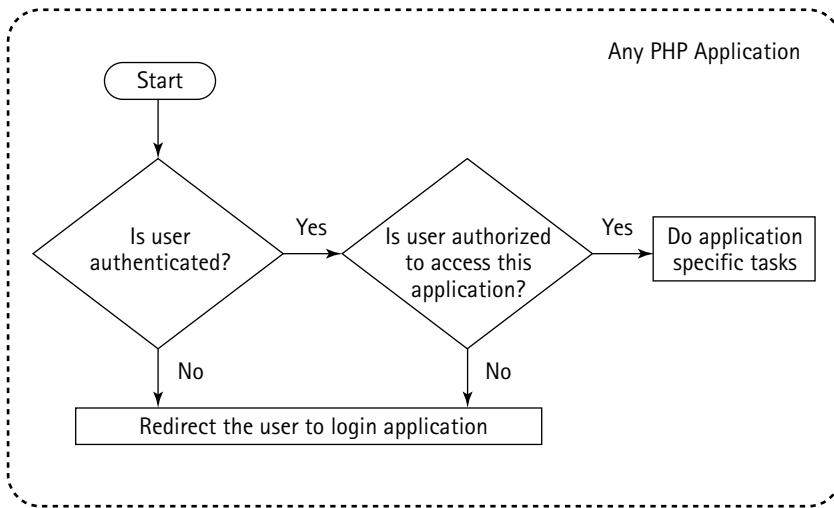 Any PHP Application
Start
Is user
authenticated?
Yes
Is user authorized
to access this
application?
Yes
Do application
specific tasks
No
No
Redirect the user to login application